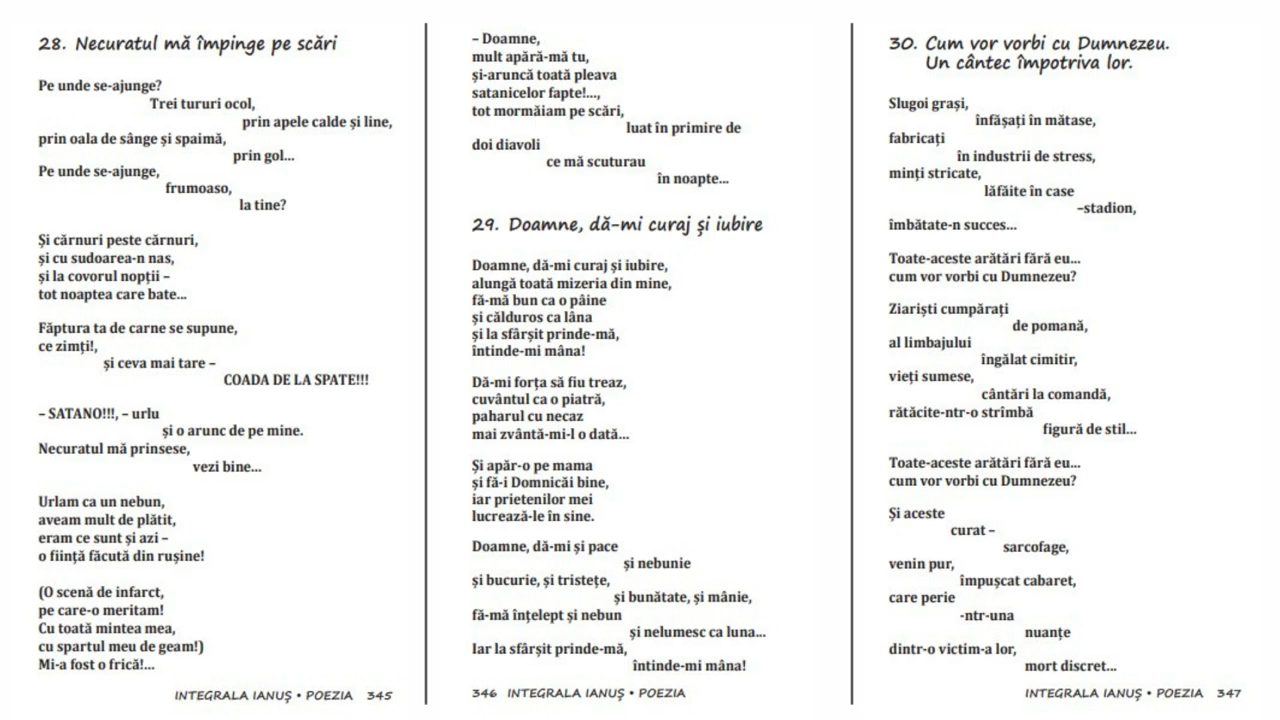 28. Necuratul mă împinge pe scări
Pe unde se-ajunge?
Trei tururi ocol,
prin apele calde și line,
prin oala de sânge și spaimă,
prin gol...
Pe unde se-ajunge,
frumoaso,
la tine?
Și cărnuri peste cărnuri,
și cu sudoarea-n nas,
și la covorul nopții –
tot noaptea care bate...
Făptura ta de carne se supune,
ce zimți!,
și ceva mai tare –
COADA DE LA SPATE!!!
– SATANO!!!, – urlu
și o arunc de pe mine.
Necuratul mă prinsese,
vezi bine...
Urlam ca un nebun,
aveam mult de plătit,
eram ce sunt și azi –
o ființă făcută din rușine!
(O scenă de infarct,
pe care-o meritam!
Cu toată mintea mea,
cu spartul meu de geam!)
Mi-a fost o frică!...
INTEGRALA IANUȘ • POEZIA 345
– Doamne,
mult apără-mă tu,
și-aruncă toată pleava
satanicelor fapte!...,
tot mormăiam pe scări,
luat în primire de
doi diavoli
ce mă scuturau
în noapte...
29. Doamne, dă-mi curaj și iubire
Doamne, dă-mi curaj și iubire,
alungă toată mizeria din mine,
fă-mă bun ca o pâine
și călduros ca lâna
și la sfârșit prinde-mă,
întinde-mi mâna!
Dă-mi forța să fiu treaz,
cuvântul ca o piatră,
paharul cu necaz
mai zvântă-mi-l o dată...
Și apăr-o pe mama
și fă-i Domnicăi bine,
iar prietenilor mei
lucrează-le în sine.
Doamne, dă-mi și pace
și nebunie
și bucurie, și tristețe,
și bunătate, și mânie,
fă-mă înțelept și nebun
și nelumesc ca luna...
Iar la sfârșit prinde-mă,
întinde-mi mâna!
346 INTEGRALA IANUȘ • POEZIA
30. Cum vor vorbi cu Dumnezeu.
Un cântec împotriva lor.
Slugoi grași,
înfășați în mătase,
fabricați
în industrii de stress,
minți stricate,
lăfăite în case
–stadion,
îmbătate-n succes...
Toate-aceste arătări fără eu...
cum vor vorbi cu Dumnezeu?
Ziariști cumpărați
de pomană,
al limbajului
îngălat cimitir,
vieți sumese,
cântări la comandă,
rătăcite-ntr-o strîmbă
figură de stil...
Toate-aceste arătări fără eu...
cum vor vorbi cu Dumnezeu?
Și aceste
curat –
sarcofage,
venin pur,
împușcat cabaret,
care perie
-ntr-una
nuanțe
dintr-o victim-a lor,
mort discret...
INTEGRALA IANUȘ • POEZIA 347